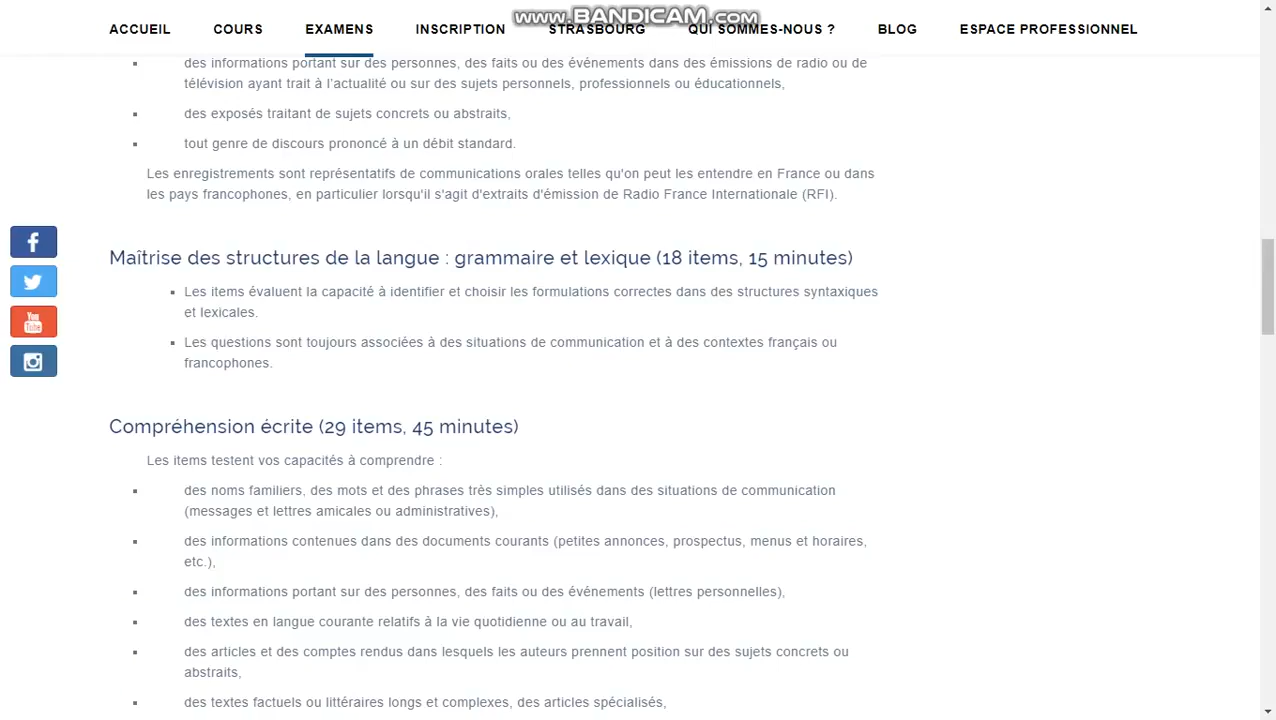 www.BANDICAM.com
ACCUEIL COURS EXAMENS INSCRIPTION STRASBOURG QUI SOMMES-NOUS ? BLOG ESPACE PROFESSIONNEL
des informations portant sur des personnes, des faits ou des événements dans des émissions de radio ou de
télévision ayant trait à l'actualité ou sur des sujets personnels, professionnels ou éducationnels,
des exposés traitant de sujets concrets ou abstraits,
tout genre de discours prononcé à un débit standard.
Les enregistrements sont représentatifs de communications orales telles qu'on peut les entendre en France ou dans
les pays francophones, en particulier lorsqu'il s'agit d'extraits d'émission de Radio France Internationale (RFI).
Maîtrise des structures de la langue : grammaire et lexique (18 items, 15 minutes)
Les items évaluent la capacité à identifier et choisir les formulations correctes dans des structures syntaxiques
et lexicales.
Les questions sont toujours associées à des situations de communication et à des contextes français ou
francophones.
Compréhension écrite (29 items, 45 minutes)
Les items testent vos capacités à comprendre :
des noms familiers, des mots et des phrases très simples utilisés dans des situations de communication
(messages et lettres amicales ou administratives),
des informations contenues dans des documents courants (petites annonces, prospectus, menus et horaires,
etc.),
des informations portant sur des personnes, des faits ou des événements (lettres personnelles),
des textes en langue courante relatifs à la vie quotidienne ou au travail,
des articles et des comptes rendus dans lesquels les auteurs prennent position sur des sujets concrets ou
abstraits,
des textes factuels ou littéraires longs et complexes, des articles spécialisés,
f
You
Tube